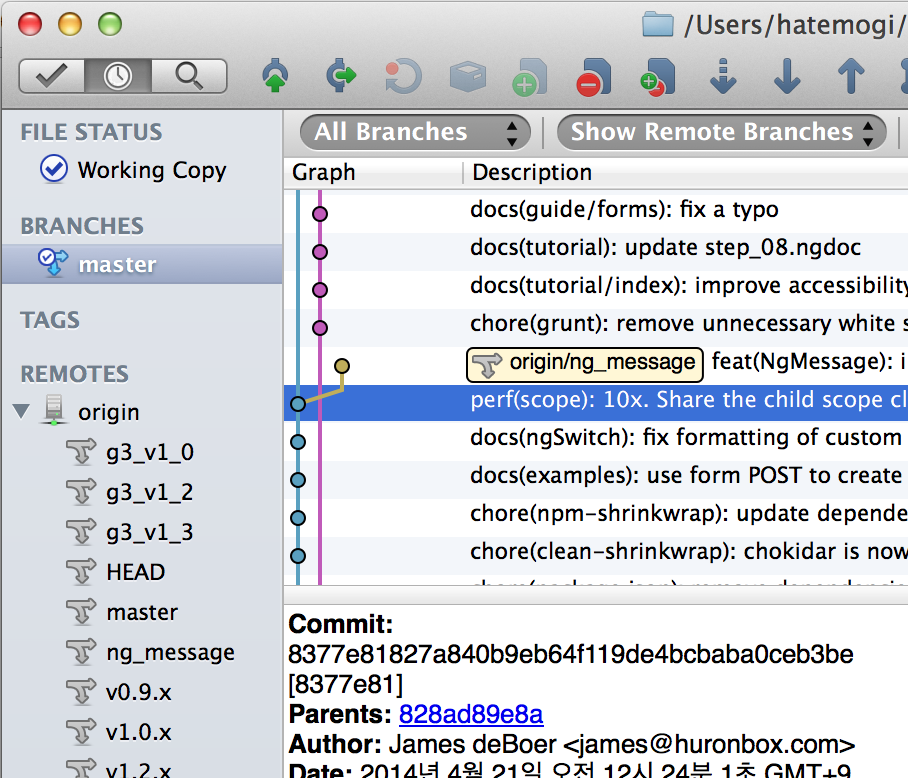 /Users/hatemogi/
FILE STATUS
Working Copy
BRANCHES
master
TAGS
REMOTES
origin
g3_v1_0
g3_v1_2
g3_v1_3
HEAD
master
ng_message
v0.9.x
v1.0.x
v1.2.x
All Branches
Show Remote Branches
Graph
Description
docs(guide/forms): fix a typo
docs(tutorial): update step_08.ngdoc
docs(tutorial/index): improve accessibility
chore(grunt): remove unnecessary white s
origin/ng_message feat(NgMessage): i
perf(scope): 10x. Share the child scope cl
docs(ngSwitch): fix formatting of custom
docs(examples): use form POST to create
chore(npm-shrinkwrap): update depende
chore(clean-shrinkwrap): chokidar is now
Commit:
8377e81827a840b9eb64f119de4bcbaba0ceb3be
[8377e81]
Parents: 828ad89e8a
Author: James deBoer <james@huronbox.com>
Date: 2014년 4월 21일 오전 12시 24분 1초 GMT+9